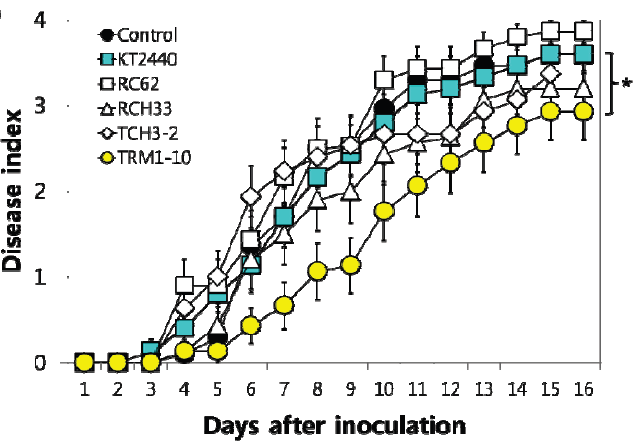 4
Control
KT2440
RC62
RCH33
TCH3-2
TRM1-10
3
2
1
0
Disease index
*
1 2 3 4 5 6 7 8 9 10 11 12 13 14 15 16
Days after inoculation